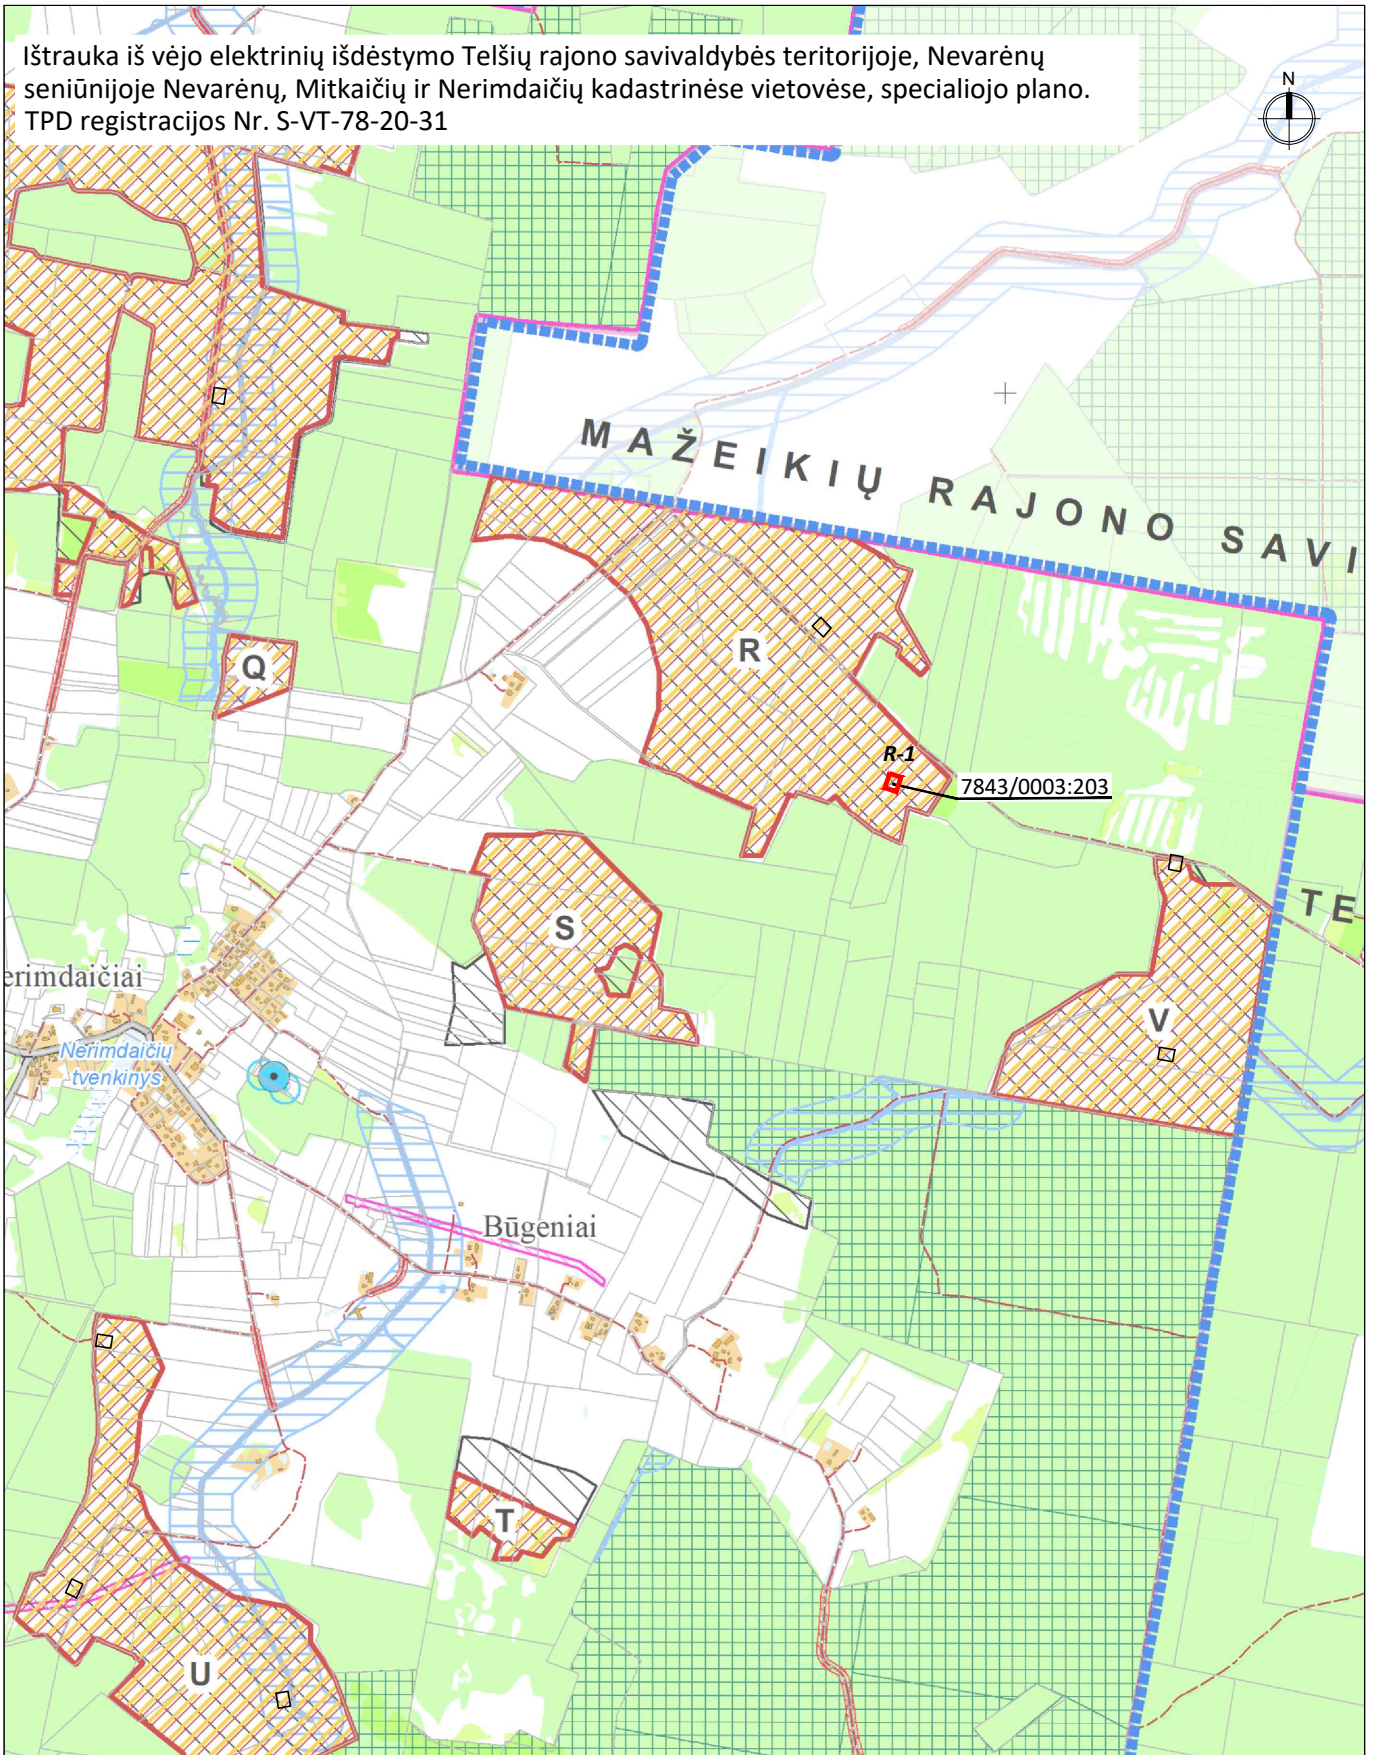 Ištrauka iš vėjo elektrinių išdėstymo Telšių rajono savivaldybės teritorijoje, Nevarėnų
seniūnijoje Nevarėnų, Mitkaičių ir Nerimdaičių kadastrinėse vietovėse, specialiojo plano.
TPD registracijos Nr. S-VT-78-20-31
N
MAŽEIKIŲ RAJONO SAVI
R
Q
R-1
7843/0003:203
TE
S
erimdaičiai
V
Nerimdaičių
tvenkinys
Būgeniai
T
U